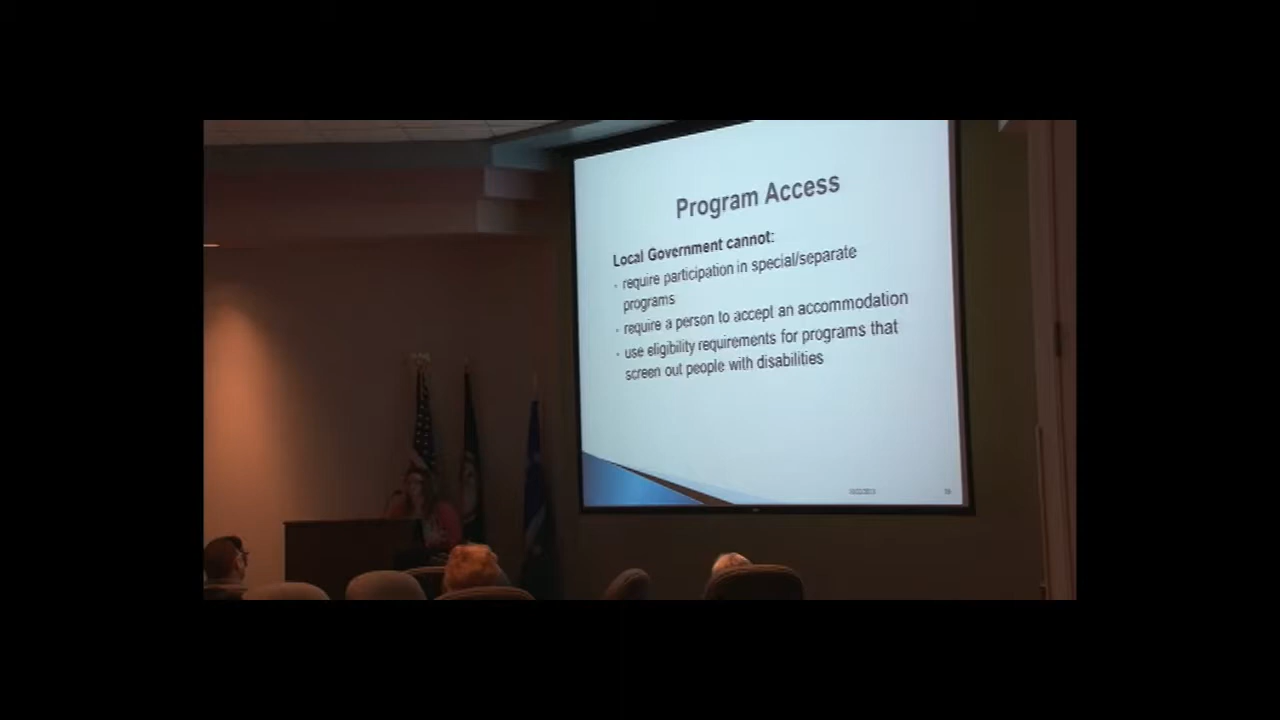 Program Access
Local Government cannot:
· require participation in special/separate
programs
· require a person to accept an accommodation
· use eligibility requirements for programs that
screen out people with disabilities